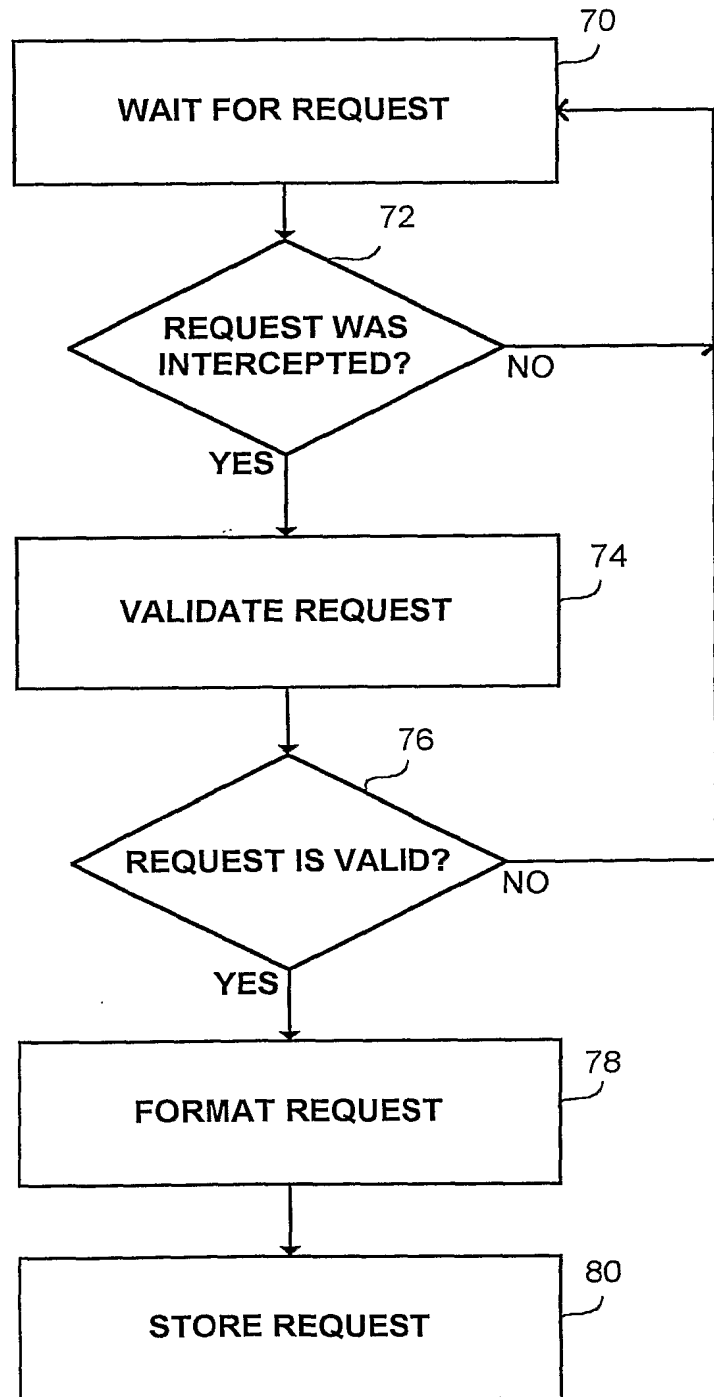 70
WAIT FOR REQUEST
72
REQUEST WAS
INTERCEPTED?
NO
YES
74
VALIDATE REQUEST
76
REQUEST IS VALID?
NO
YES
78
FORMAT REQUEST
80
STORE REQUEST